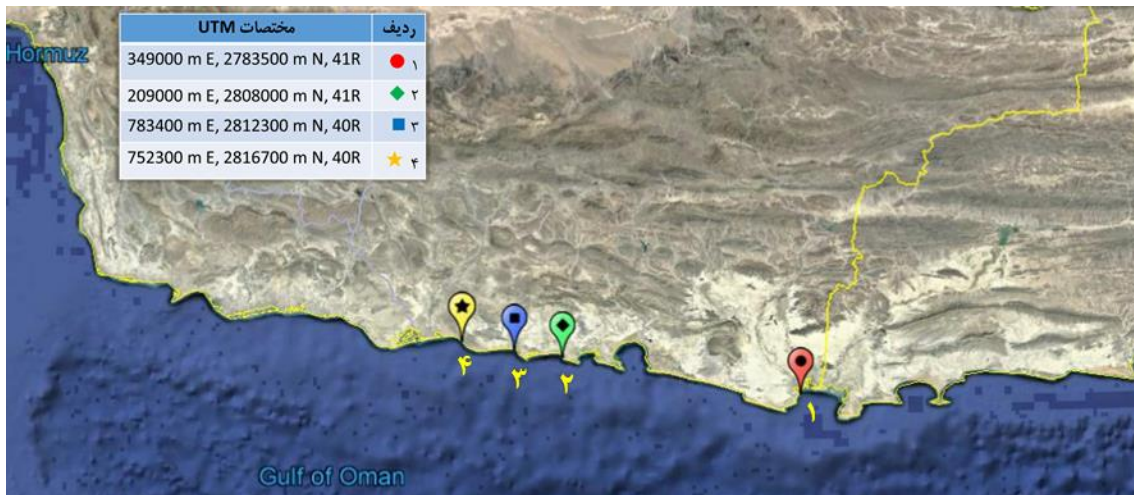 ردیف مختصات UTM
۱ 349000 m E, 2783500 m N, 41R
۲ 209000 m E, 2808000 m N, 41R
۳ 783400 m E, 2812300 m N, 40R
۴ 752300 m E, 2816700 m N, 40R
Hormuz
۴
۳
۲
۱
Gulf of Oman